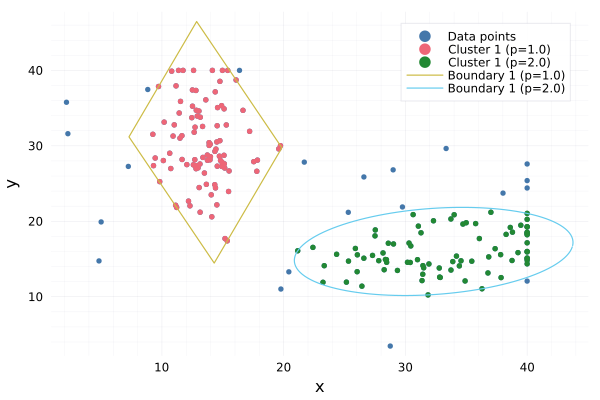 Data points
Cluster 1 (p=1.0)
Cluster 1 (p=2.0)
Boundary 1 (p=1.0)
Boundary 1 (p=2.0)
40
30
20
10
y
10
20
30
40
x